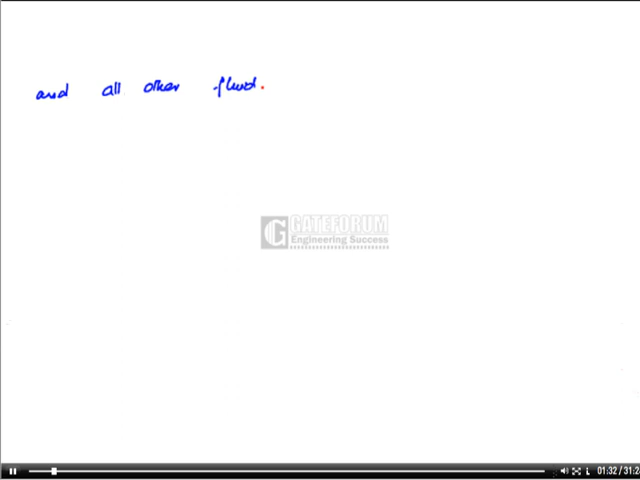 and all other fluid.
GATEFORUM
Engineering Success
01:32 / 31:2